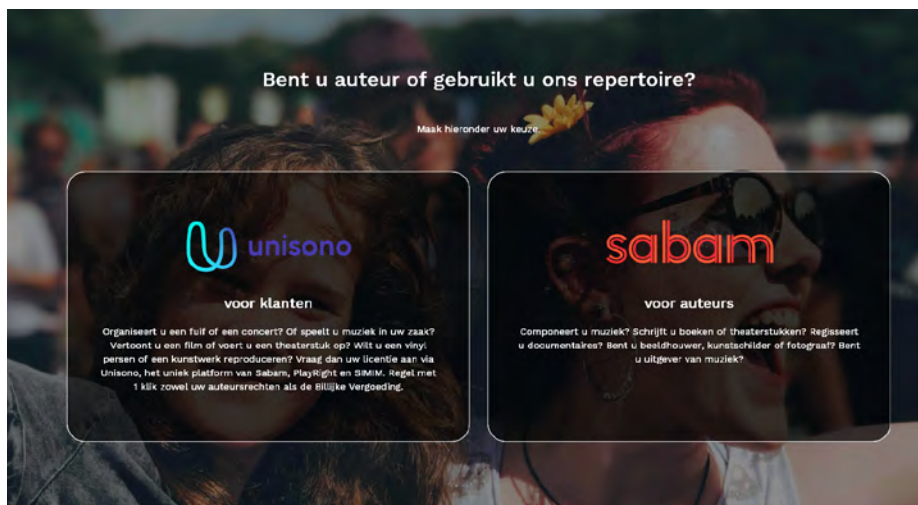 Bent u auteur of gebruikt u ons repertoire?
Maak hieronder uw keuze.
unisono
voor klanten
Organiseert u een fuif of een concert? Of speelt u muziek in uw zaak?
Vertoont u een film of voert u een theaterstuk op? Wilt u een vinyl
persen of een kunstwerk reproduceren? Vraag dan uw licentie aan via
Unisono, het uniek platform van Sabam, PlayRight en SIMIM. Regel met
1 klik zowel uw auteursrechten als de Billijke Vergoeding.
sabam
voor auteurs
Componeert u muziek? Schrijft u boeken of theaterstukken? Regisseert
u documentaires? Bent u beeldhouwer, kunstschilder of fotograaf? Bent
u uitgever van muziek?